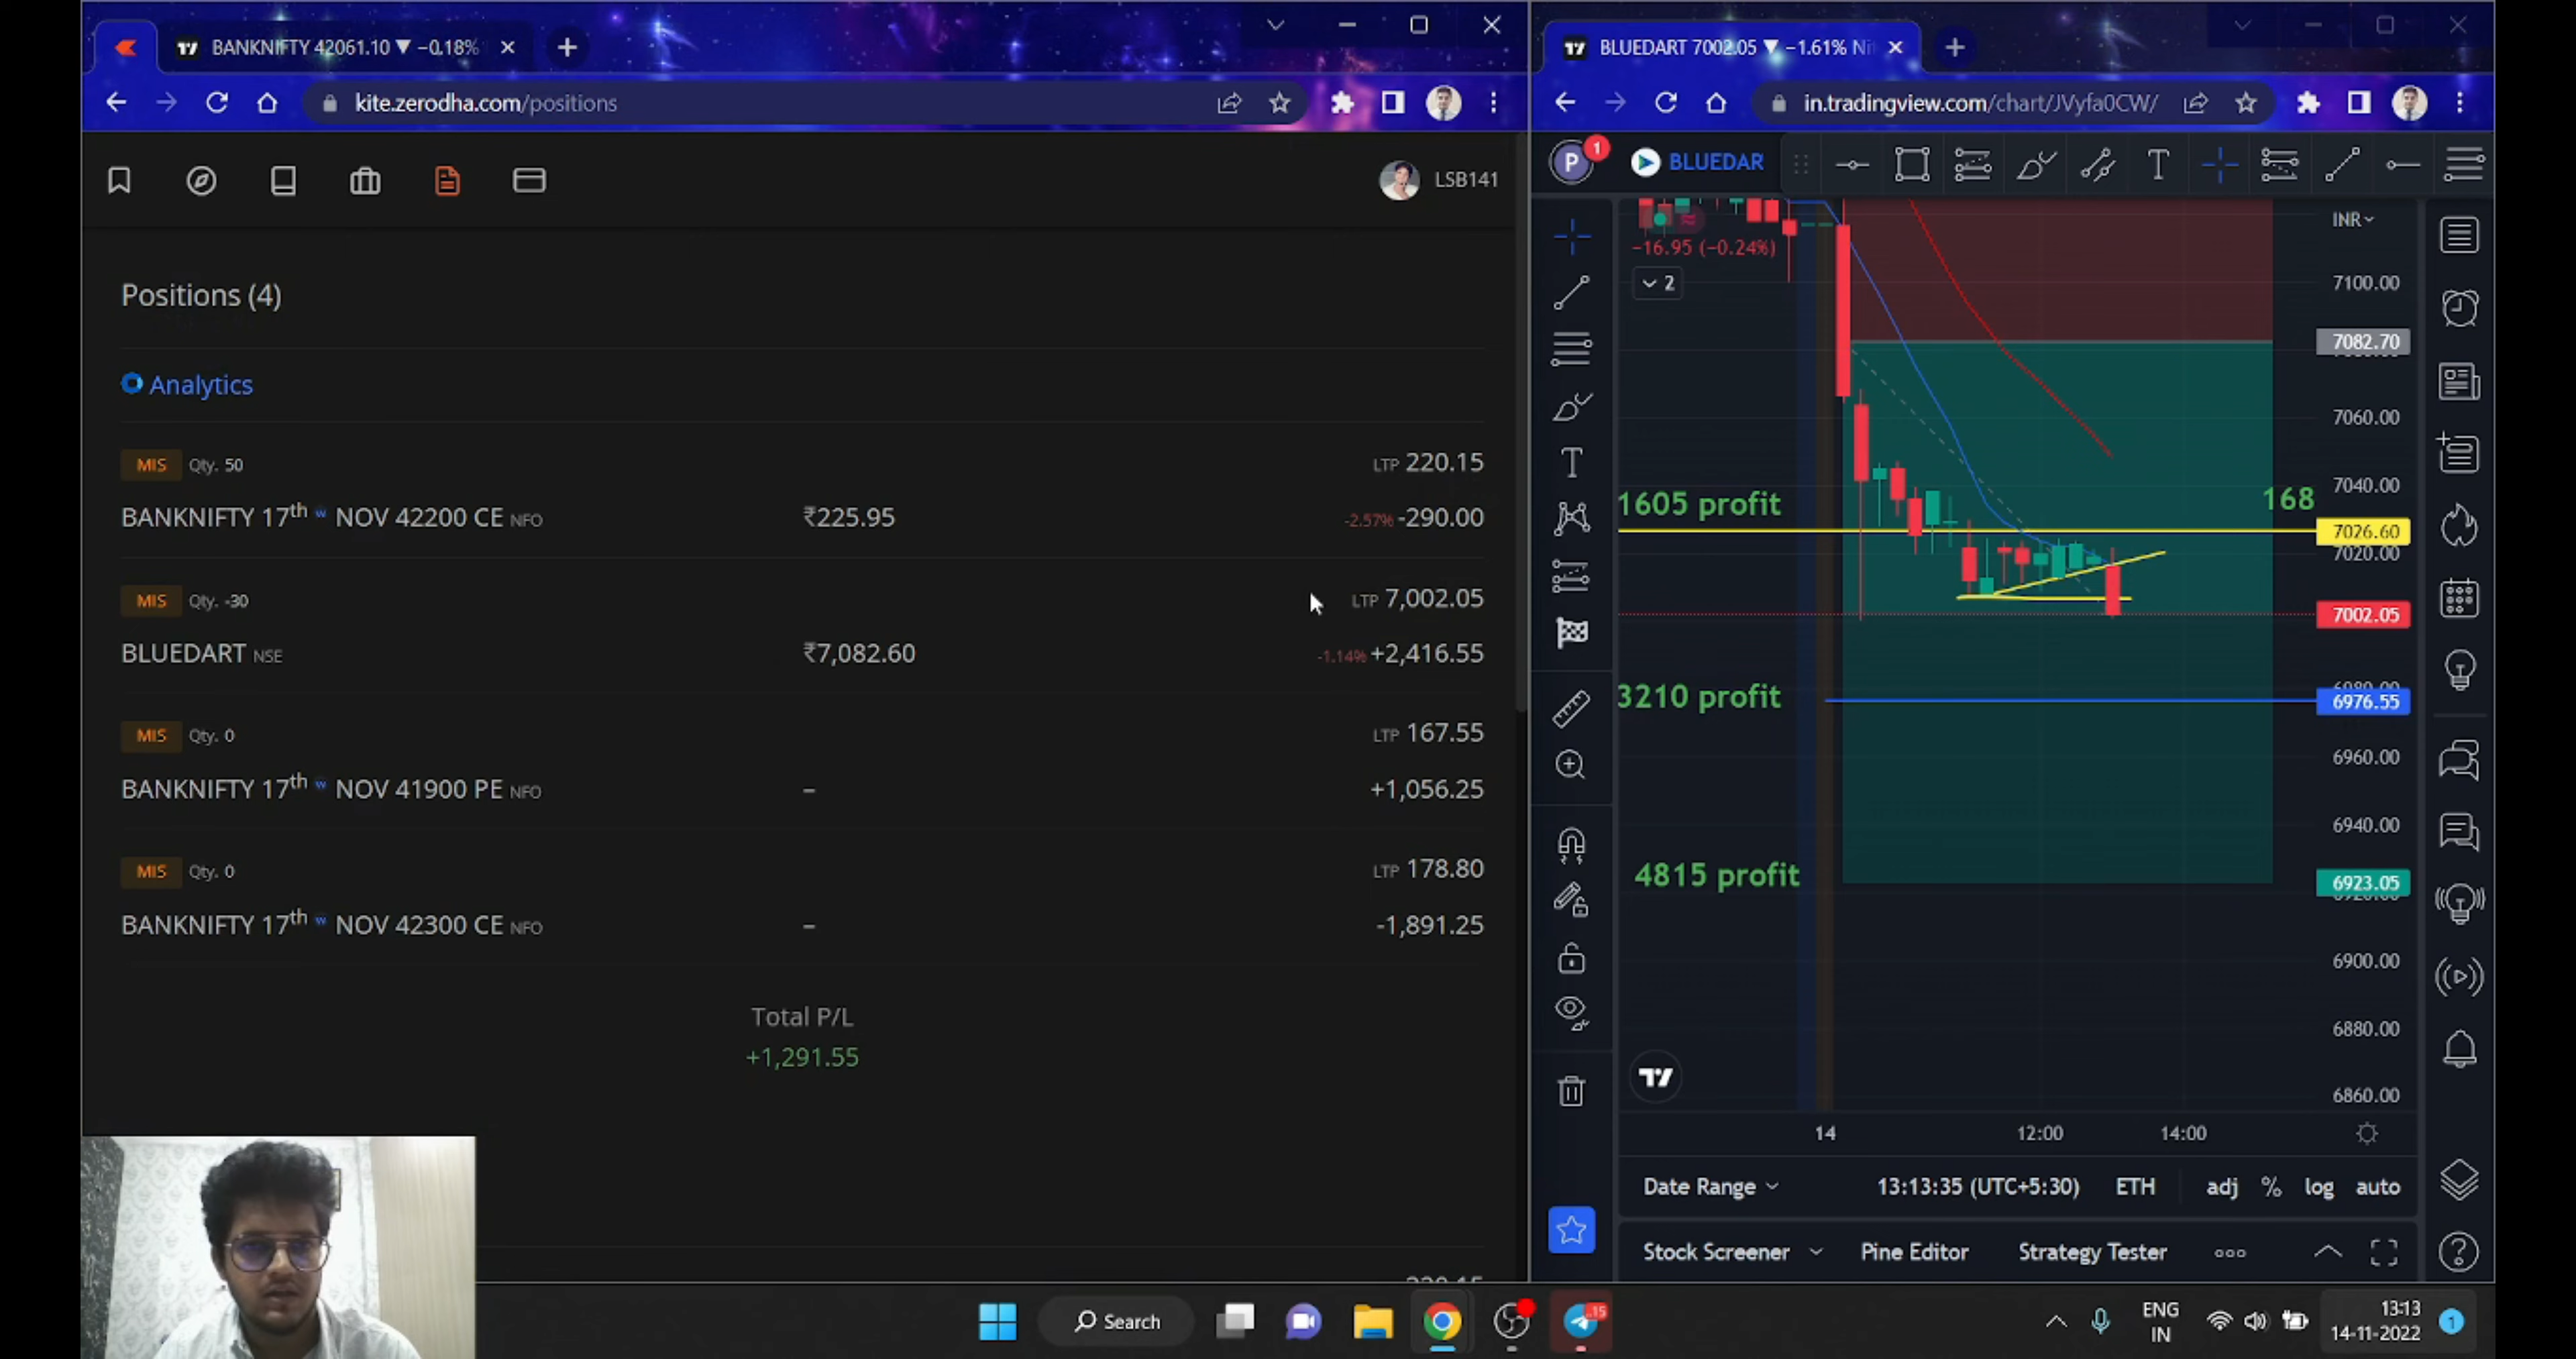 BANKNIFTY 42061.10 ▼ −0.18%
kite.zerodha.com/positions
LSB141
Positions (4)
Analytics
MIS Qty. 50 LTP 220.15
BANKNIFTY 17th w NOV 42200 CE NFO ₹225.95 -2.57% -290.00
MIS Qty. -30 LTP 7,002.05
BLUEDART NSE ₹7,082.60 -1.14% +2,416.55
MIS Qty. 0 LTP 167.55
BANKNIFTY 17th w NOV 41900 PE NFO – +1,056.25
MIS Qty. 0 LTP 178.80
BANKNIFTY 17th w NOV 42300 CE NFO – -1,891.25
Total P/L
+1,291.55
BLUEDART 7002.05 ▼ −1.61% Ni
in.tradingview.com/chart/JVyfa0CW/
P 1
BLUEDAR
T
INR
−16.95 (−0.24%)
2
7100.00
7082.70
7060.00
7040.00
1605 profit
168
7026.60
7020.00
7002.05
3210 profit
6976.55
6960.00
6940.00
4815 profit
6923.05
6900.00
6880.00
6860.00
14 12:00 14:00
Date Range 13:13:35 (UTC+5:30) ETH adj % log auto
Stock Screener Pine Editor Strategy Tester
Search
15
ENG
IN
13:13
14-11-2022
1